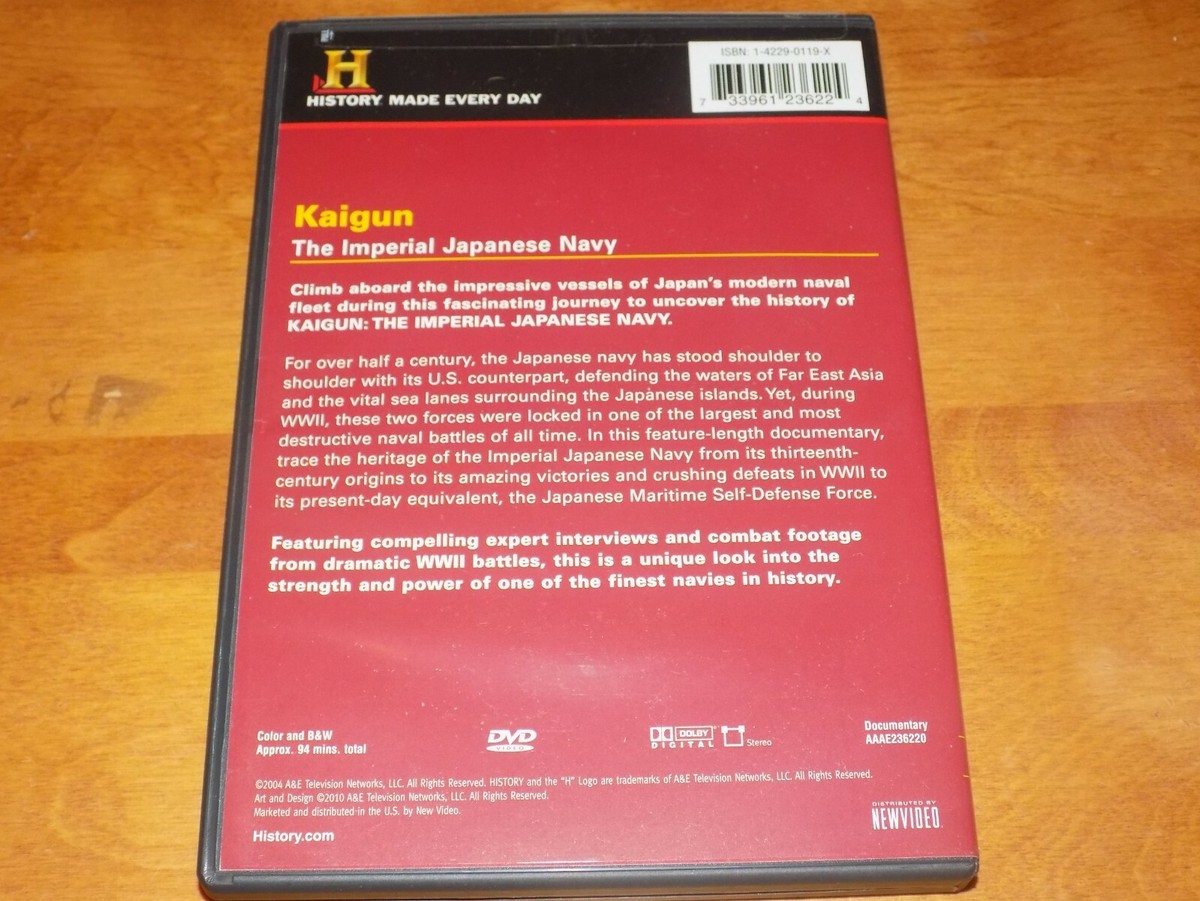 ISBN: 1-4229-0119-X
7 33961 23622 4
H
HISTORY MADE EVERY DAY
Kaigun
The Imperial Japanese Navy
Climb aboard the impressive vessels of Japan's modern naval
fleet during this fascinating journey to uncover the history of
KAIGUN: THE IMPERIAL JAPANESE NAVY.
For over half a century, the Japanese navy has stood shoulder to
shoulder with its U.S. counterpart, defending the waters of Far East Asia
and the vital sea lanes surrounding the Japanese islands. Yet, during
WWII, these two forces were locked in one of the largest and most
destructive naval battles of all time. In this feature-length documentary,
trace the heritage of the Imperial Japanese Navy from its thirteenth-
century origins to its amazing victories and crushing defeats in WWII to
its present-day equivalent, the Japanese Maritime Self-Defense Force.
Featuring compelling expert interviews and combat footage
from dramatic WWII battles, this is a unique look into the
strength and power of one of the finest navies in history.
Color and B&W
Approx. 94 mins. total
DVD
VIDEO
DOLBY
DIGITAL
Stereo
Documentary
AAAE236220
©2004 A&E Television Networks, LLC. All Rights Reserved. HISTORY and the "H" Logo are trademarks of A&E Television Networks, LLC. All Rights Reserved.
Art and Design ©2010 A&E Television Networks, LLC. All Rights Reserved.
Marketed and distributed in the U.S. by New Video.
History.com
DISTRIBUTED BY
NEWVIDEO